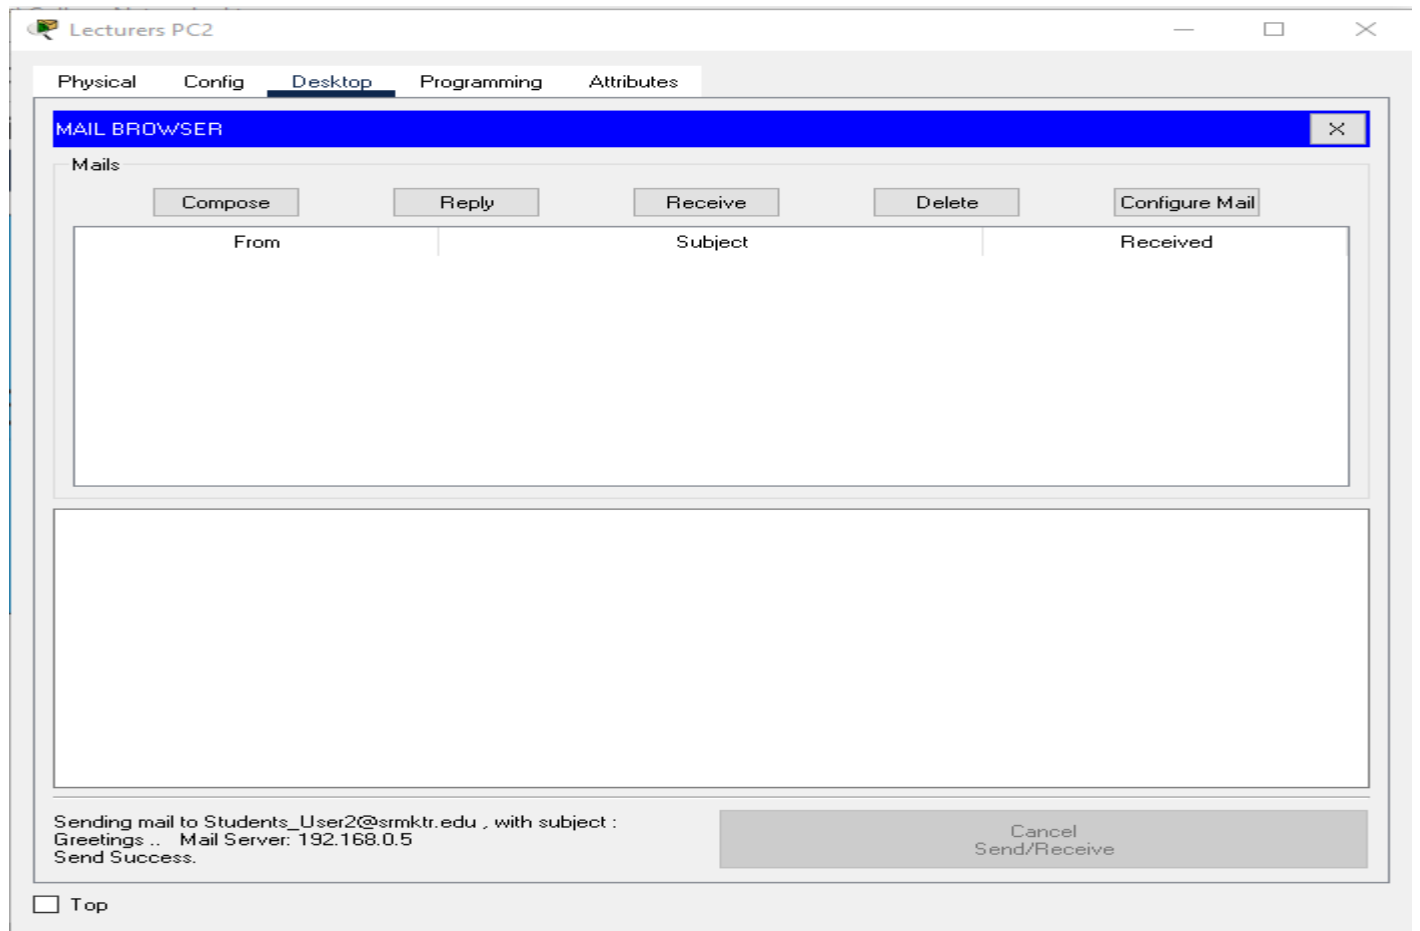 Lecturers PC2
Physical Config Desktop Programming Attributes
MAIL BROWSER
Mails
Compose Reply Receive Delete Configure Mail
From Subject Received
Sending mail to Students_User2@srmktr.edu , with subject :
Greetings .. Mail Server: 192.168.0.5
Send Success.
Cancel
Send/Receive
Top